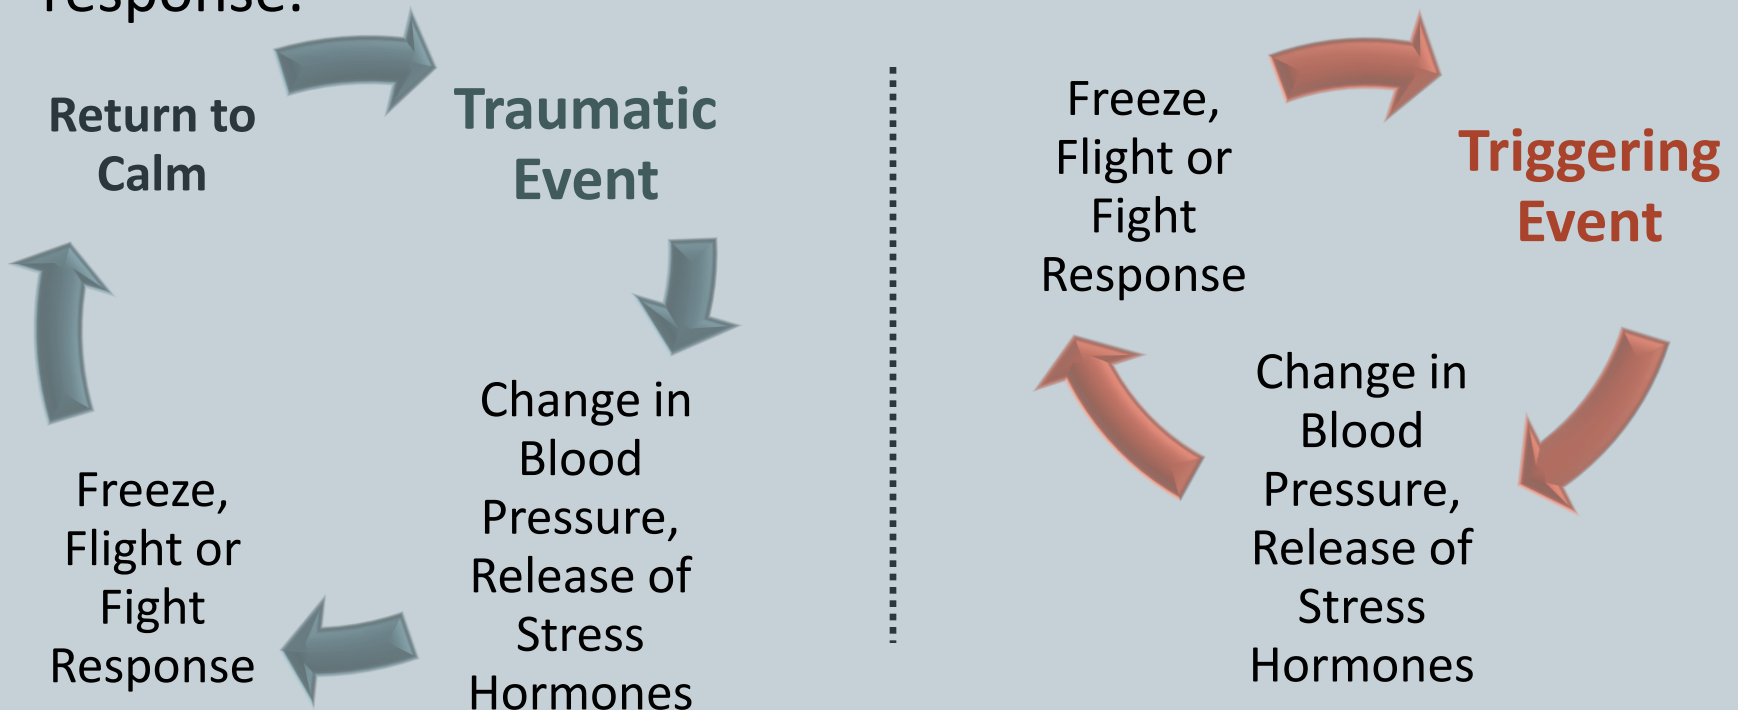 response.
Return to
Calm
Traumatic
Event
Change in
Blood
Pressure,
Release of
Stress
Hormones
Freeze,
Flight or
Fight
Response
Freeze,
Flight or
Fight
Response
Triggering
Event
Change in
Blood
Pressure,
Release of
Stress
Hormones